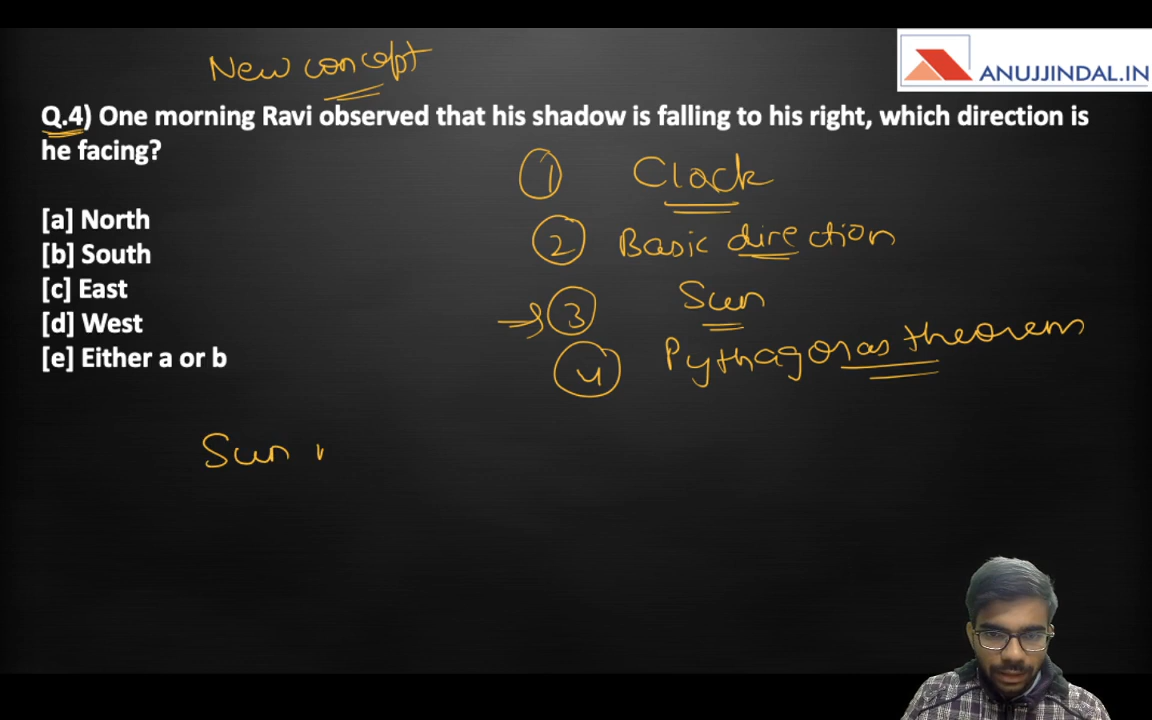 New concept
ANUJJINDAL.IN
Q.4) One morning Ravi observed that his shadow is falling to his right, which direction is
he facing?
1 Clock
2 Basic direction
[a] North
[b] South
[c] East
3 Sun
[d] West
4 Pythagoras theorem
[e] Either a or b
Sun